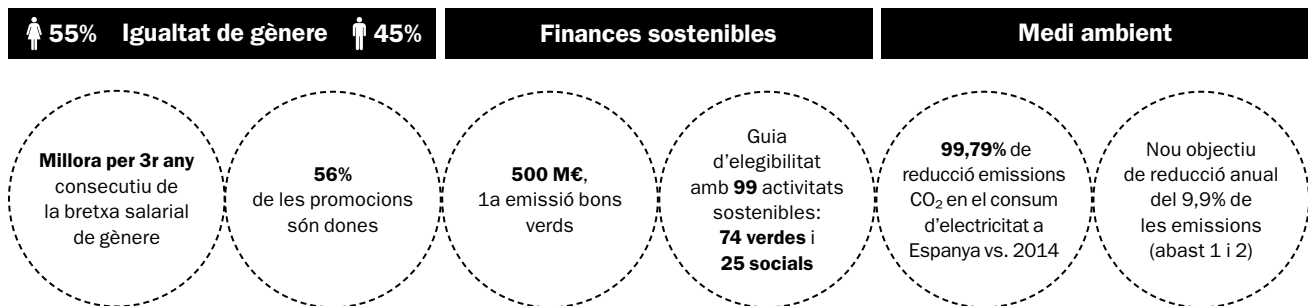 55% Igualtat de gènere 45%
Finances sostenibles
Medi ambient
Millora per 3r any
consecutiu de
la bretxa salarial
de gènere
56%
de les promocions
són dones
500 M€,
1a emissió bons
verds
Guia
d'elegibilitat
amb 99 activitats
sostenibles:
74 verdes i
25 socials
99,79% de
reducció emissions
CO₂ en el consum
d'electricitat a
Espanya vs. 2014
Nou objectiu
de reducció anual
del 9,9% de
les emissions
(abast 1 i 2)